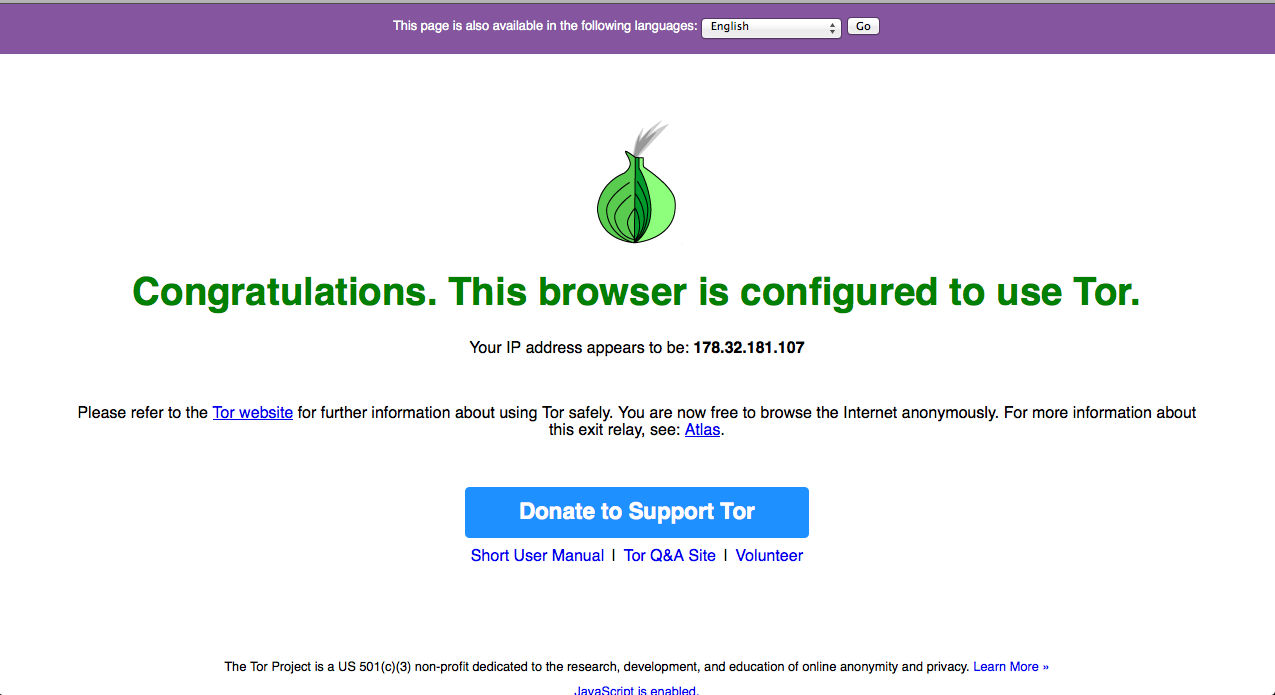 This page is also available in the following languages: English Go
Congratulations. This browser is configured to use Tor.
Your IP address appears to be: 178.32.181.107
Please refer to the Tor website for further information about using Tor safely. You are now free to browse the Internet anonymously. For more information about
this exit relay, see: Atlas.
Donate to Support Tor
Short User Manual | Tor Q&A Site | Volunteer
The Tor Project is a US 501(c)(3) non-profit dedicated to the research, development, and education of online anonymity and privacy. Learn More »
JavaScript is enabled.